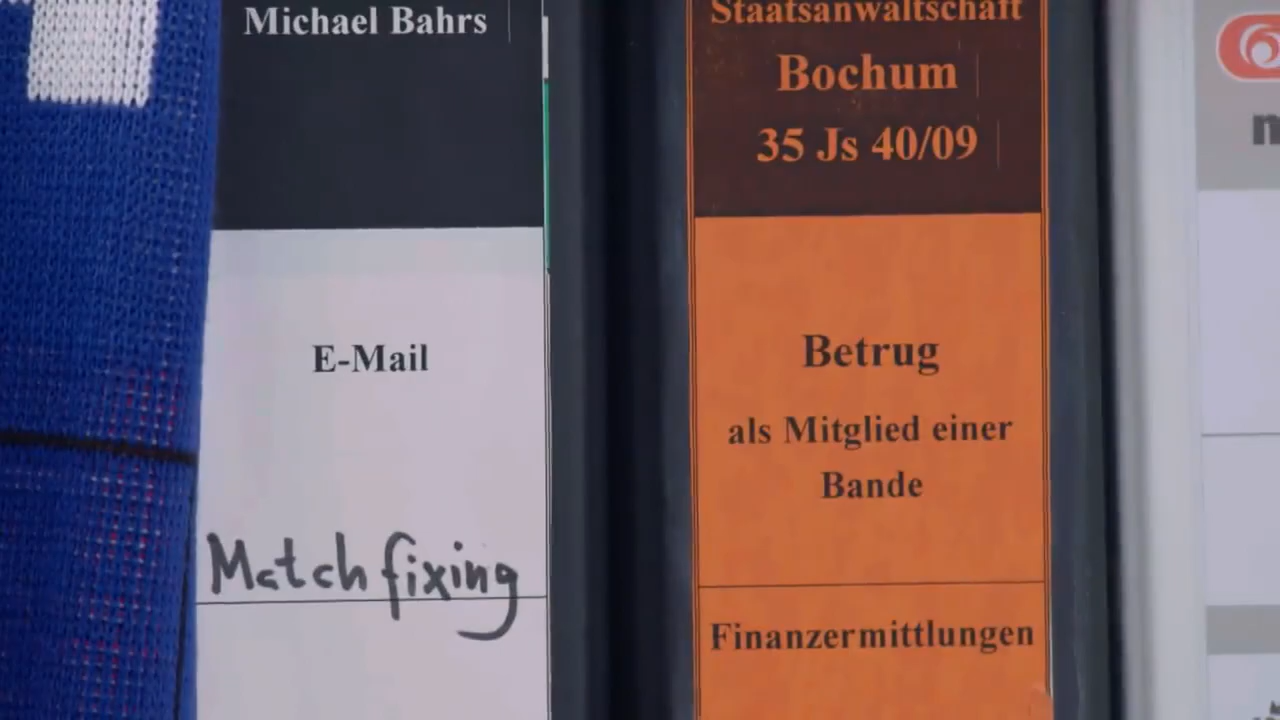 Michael Bahrs
E-Mail
Matchfixing
Staatsanwaltschaft
Bochum
35 Js 40/09
Betrug
als Mitglied einer
Bande
Finanzermittlungen